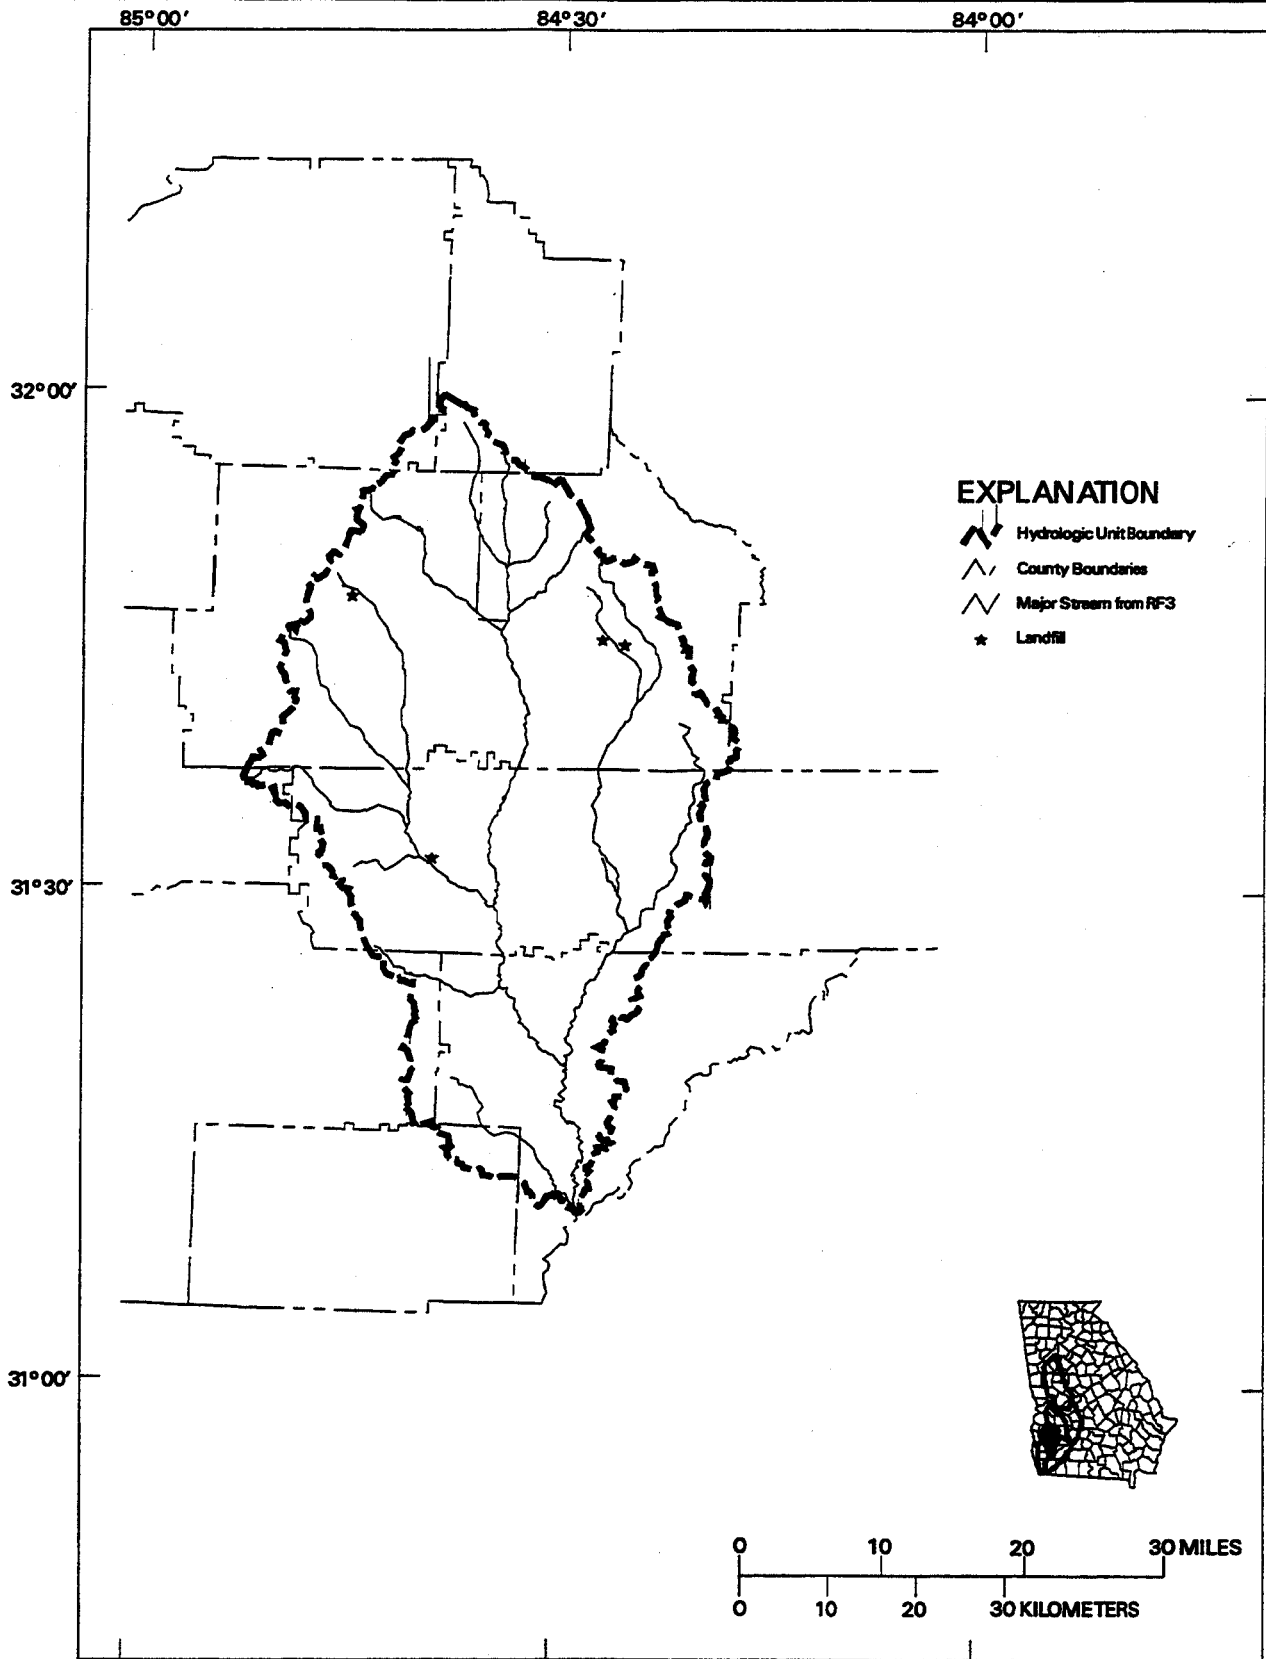 85°00′ 84°30′ 84°00′
32°00′
EXPLANATION
Hydrologic Unit Boundary
County Boundaries
Major Stream from RF3
Landfill
31°30′
31°00′
0 10 20 30 MILES
0 10 20 30 KILOMETERS